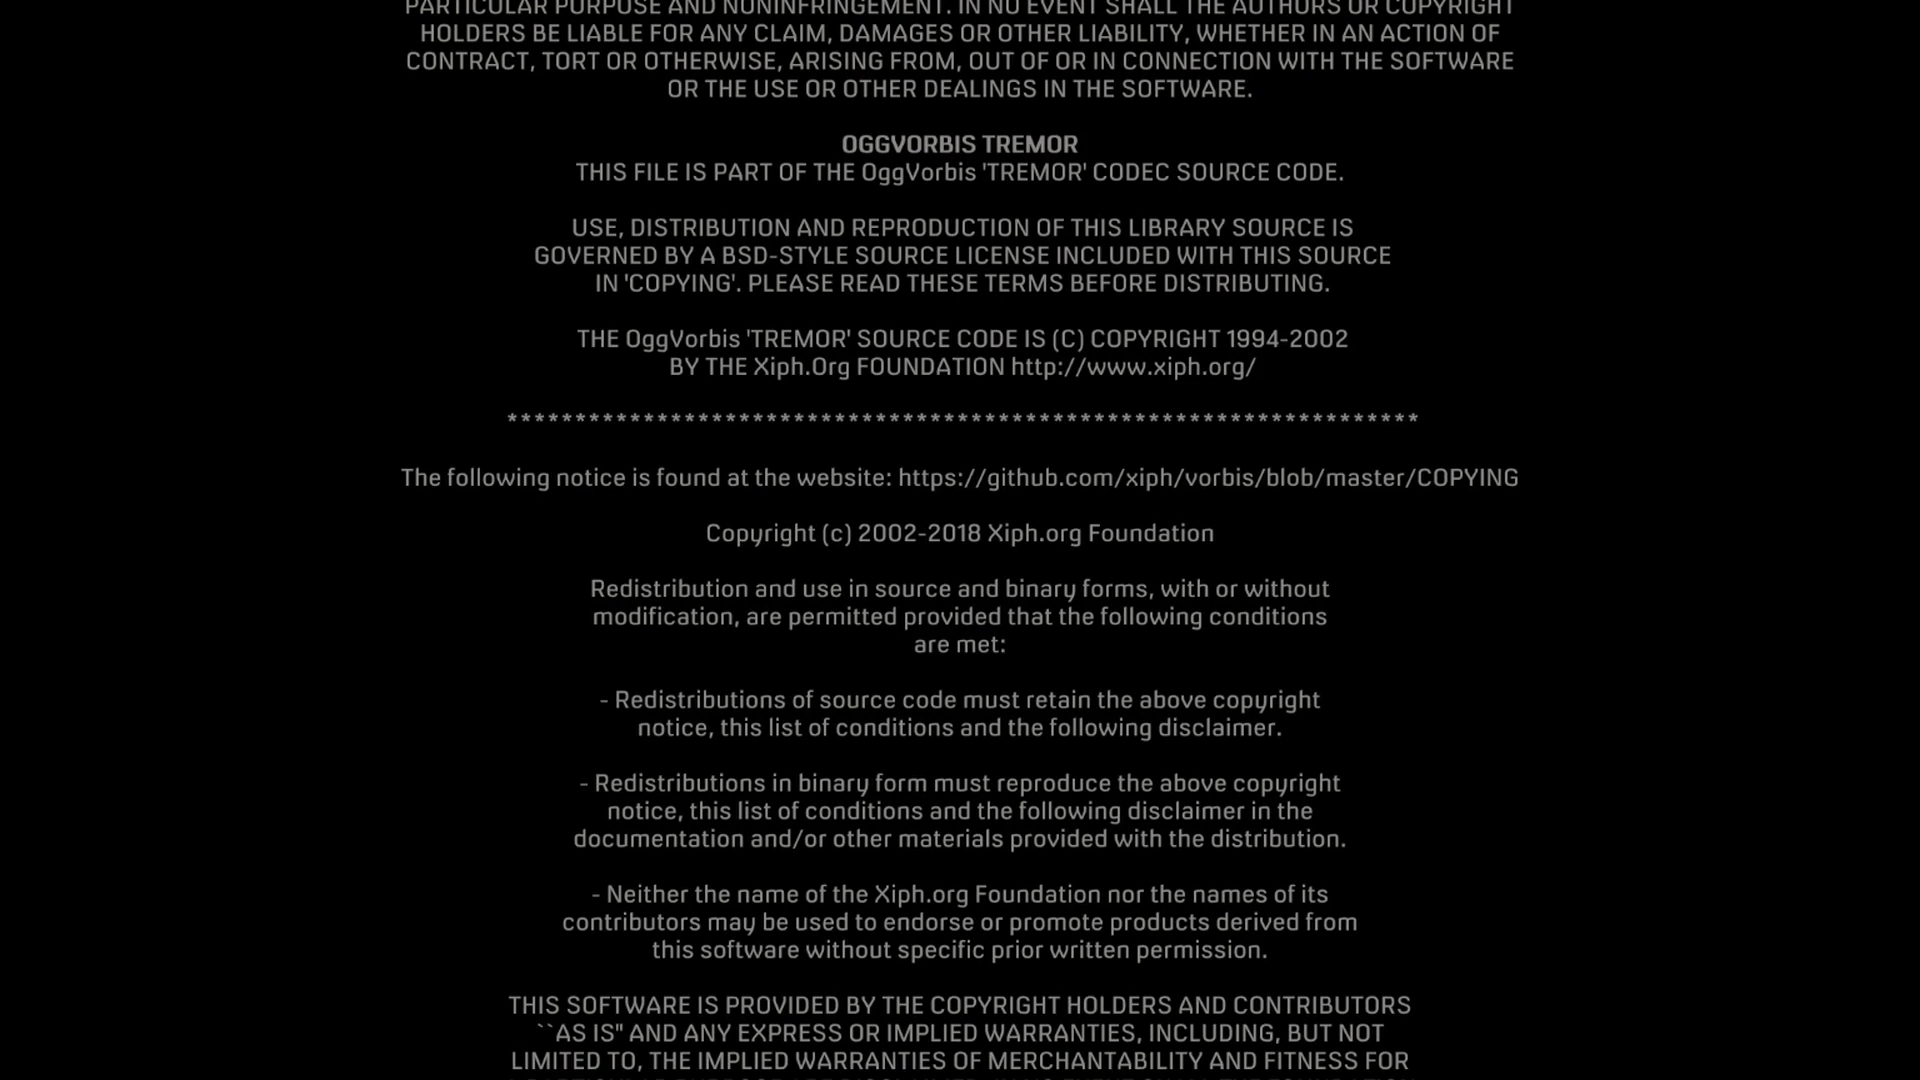 PARTICULAR PURPOSE AND NONINFRINGEMENT. IN NO EVENT SHALL THE AUTHORS OR COPYRIGHT
HOLDERS BE LIABLE FOR ANY CLAIM, DAMAGES OR OTHER LIABILITY, WHETHER IN AN ACTION OF
CONTRACT, TORT OR OTHERWISE, ARISING FROM, OUT OF OR IN CONNECTION WITH THE SOFTWARE
OR THE USE OR OTHER DEALINGS IN THE SOFTWARE.
OGGVORBIS TREMOR
THIS FILE IS PART OF THE OggVorbis 'TREMOR' CODEC SOURCE CODE.
USE, DISTRIBUTION AND REPRODUCTION OF THIS LIBRARY SOURCE IS
GOVERNED BY A BSD-STYLE SOURCE LICENSE INCLUDED WITH THIS SOURCE
IN 'COPYING'. PLEASE READ THESE TERMS BEFORE DISTRIBUTING.
THE OggVorbis 'TREMOR' SOURCE CODE IS (C) COPYRIGHT 1994-2002
BY THE Xiph.Org FOUNDATION http://www.xiph.org/
*******************************************************************
The following notice is found at the website: https://github.com/xiph/vorbis/blob/master/COPYING
Copyright (c) 2002-2018 Xiph.org Foundation
Redistribution and use in source and binary forms, with or without
modification, are permitted provided that the following conditions
are met:
- Redistributions of source code must retain the above copyright
notice, this list of conditions and the following disclaimer.
- Redistributions in binary form must reproduce the above copyright
notice, this list of conditions and the following disclaimer in the
documentation and/or other materials provided with the distribution.
- Neither the name of the Xiph.org Foundation nor the names of its
contributors may be used to endorse or promote products derived from
this software without specific prior written permission.
THIS SOFTWARE IS PROVIDED BY THE COPYRIGHT HOLDERS AND CONTRIBUTORS
``AS IS" AND ANY EXPRESS OR IMPLIED WARRANTIES, INCLUDING, BUT NOT
LIMITED TO, THE IMPLIED WARRANTIES OF MERCHANTABILITY AND FITNESS FOR